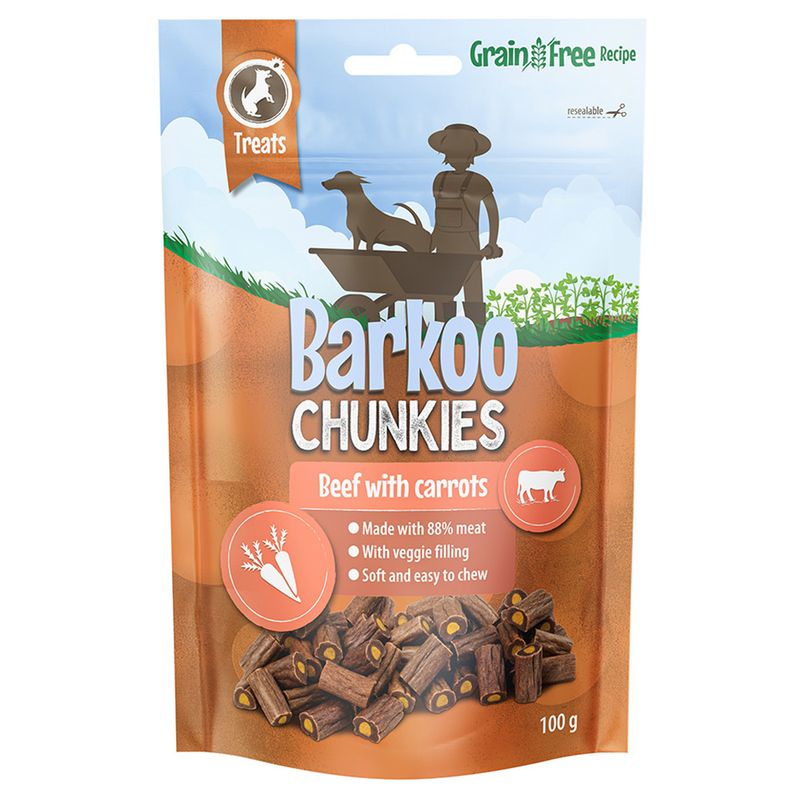 Grain Free Recipe
resealable
Treats
Barkoo
CHUNKIES
Beef with carrots
Made with 88% meat
With veggie filling
Soft and easy to chew
100 g